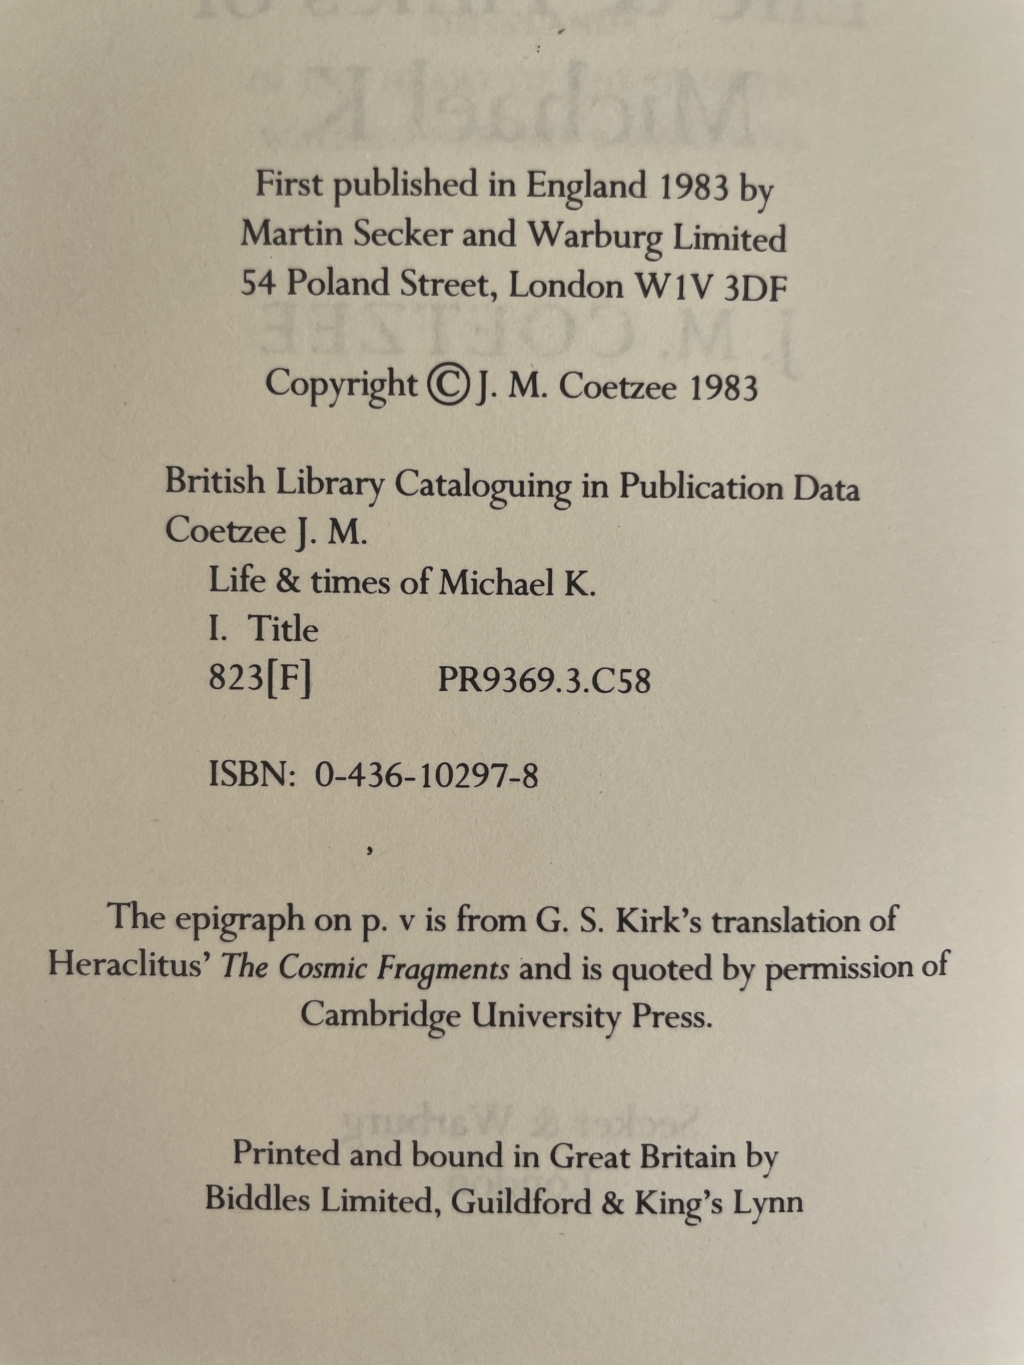 First published in England 1983 by
Martin Secker and Warburg Limited
54 Poland Street, London W1V 3DF
J. M. COETZEE
Copyright © J. M. Coetzee 1983
British Library Cataloguing in Publication Data
Coetzee J. M.
Life & times of Michael K.
I. Title
823[F] PR9369.3.C58
ISBN: 0-436-10297-8
,
The epigraph on p. v is from G. S. Kirk's translation of
Heraclitus' The Cosmic Fragments and is quoted by permission of
Cambridge University Press.
Secker & Warburg
Printed and bound in Great Britain by
Biddles Limited, Guildford & King's Lynn